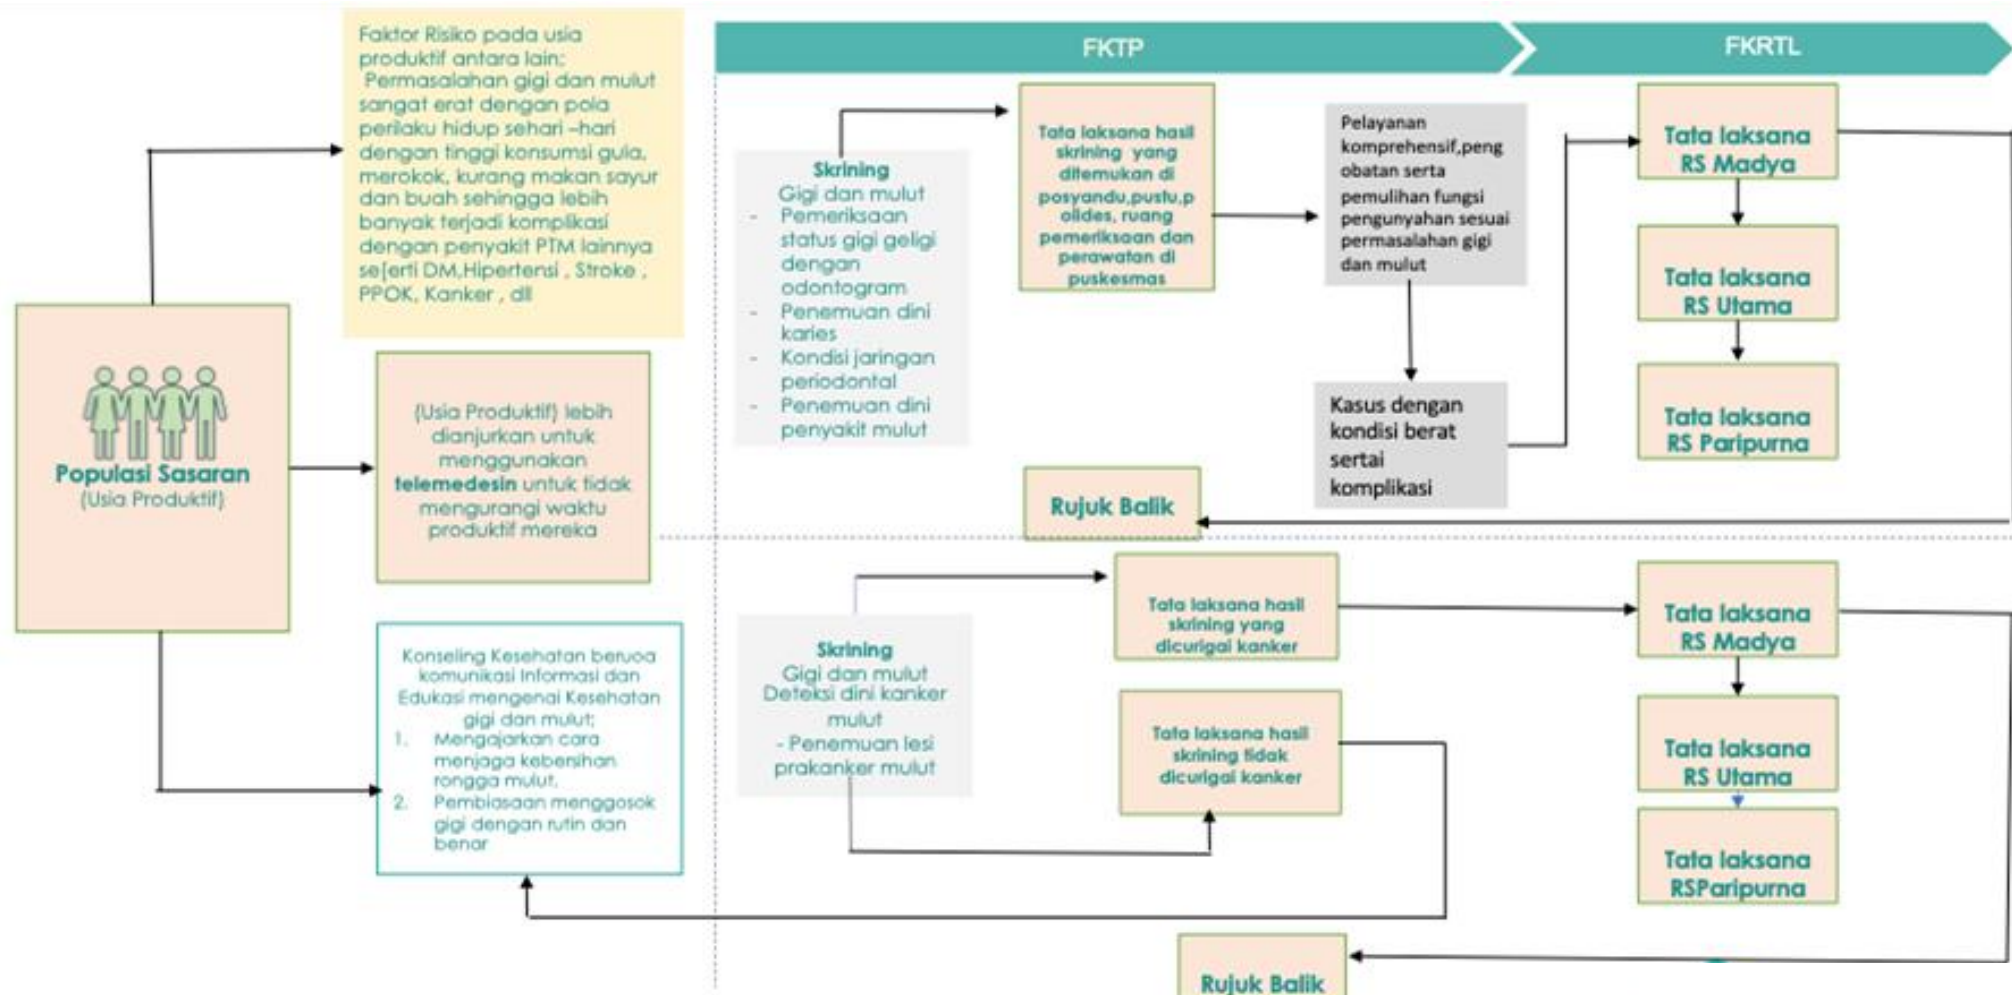 Faktor Risiko pada usia
produktif antara lain;
Permasalahan gigi dan mulut
sangat erat dengan pola
perilaku hidup sehari –hari
dengan tinggi konsumsi gula,
merokok, kurang makan sayur
dan buah sehingga lebih
banyak terjadi komplikasi
dengan penyakit PTM lainnya
se[erti DM,Hipertensi , Stroke ,
PPOK, Kanker , dll
Populasi Sasaran
(Usia Produktif)
(Usia Produktif) lebih
dianjurkan untuk
menggunakan
telemedesin untuk tidak
mengurangi waktu
produktif mereka
Konseling Kesehatan beruoa
komunikasi Informasi dan
Edukasi mengenai Kesehatan
gigi dan mulut;
1. Mengajarkan cara
menjaga kebersihan
rongga mulut,
2. Pembiasaan menggosok
gigi dengan rutin dan
benar
FKTP
FKRTL
Skrining
Gigi dan mulut
- Pemeriksaan
status gigi geligi
dengan
odontogram
- Penemuan dini
karies
- Kondisi jaringan
periodontal
- Penemuan dini
penyakit mulut
Tata laksana hasil
skrining yang
ditemukan di
posyandu,pustu,p
olides, ruang
pemeriksaan dan
perawatan di
puskesmas
Pelayanan
komprehensif,peng
obatan serta
pemulihan fungsi
pengunyahan sesuai
permasalahan gigi
dan mulut
Kasus dengan
kondisi berat
sertai
komplikasi
Tata laksana
RS Madya
Tata laksana
RS Utama
Tata laksana
RS Paripurna
Rujuk Balik
Skrining
Gigi dan mulut
Deteksi dini kanker
mulut
- Penemuan lesi
prakanker mulut
Tata laksana hasil
skrining yang
dicurigai kanker
Tata laksana hasil
skrining tidak
dicurigai kanker
Tata laksana
RS Madya
Tata laksana
RS Utama
Tata laksana
RSParipurna
Rujuk Balik